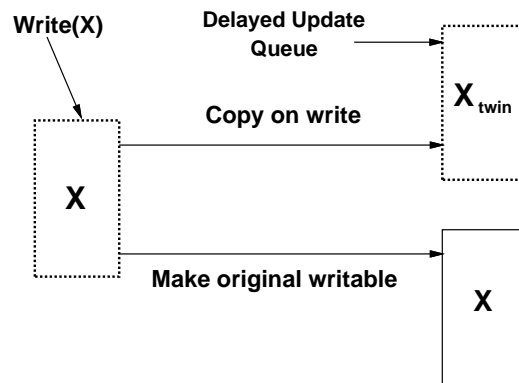 Write(X)
Delayed Update
Queue
X twin
Copy on write
X
Make original writable
X